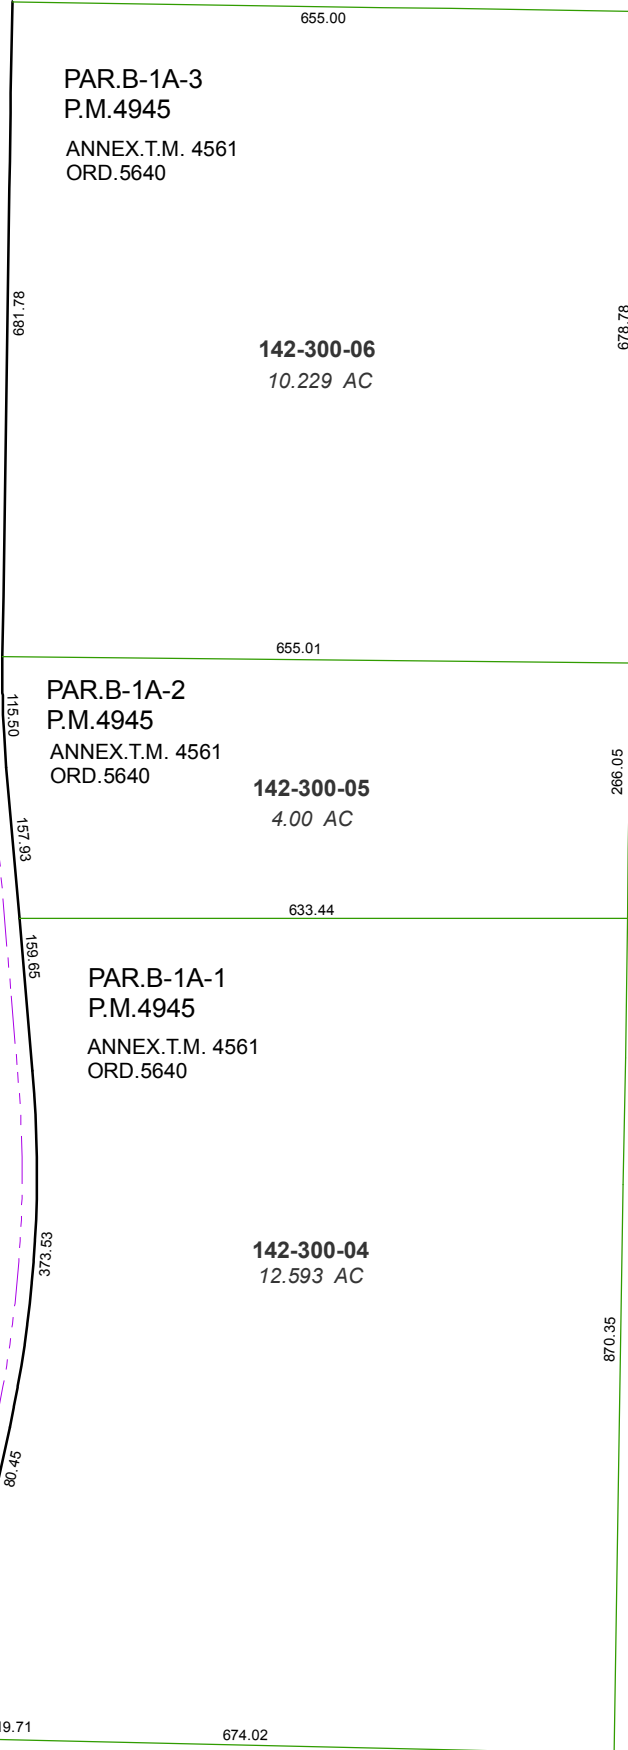 655.00
PAR.B-1A-3
P.M.4945
ANNEX.T.M. 4561
ORD.5640
681.78
678.78
142-300-06
10.229 AC
655.01
PAR.B-1A-2
P.M.4945
ANNEX.T.M. 4561
ORD.5640
115.50
266.05
142-300-05
4.00 AC
157.93
633.44
159.65
PAR.B-1A-1
P.M.4945
ANNEX.T.M. 4561
ORD.5640
373.53
142-300-04
12.593 AC
870.35
80.45
674.02